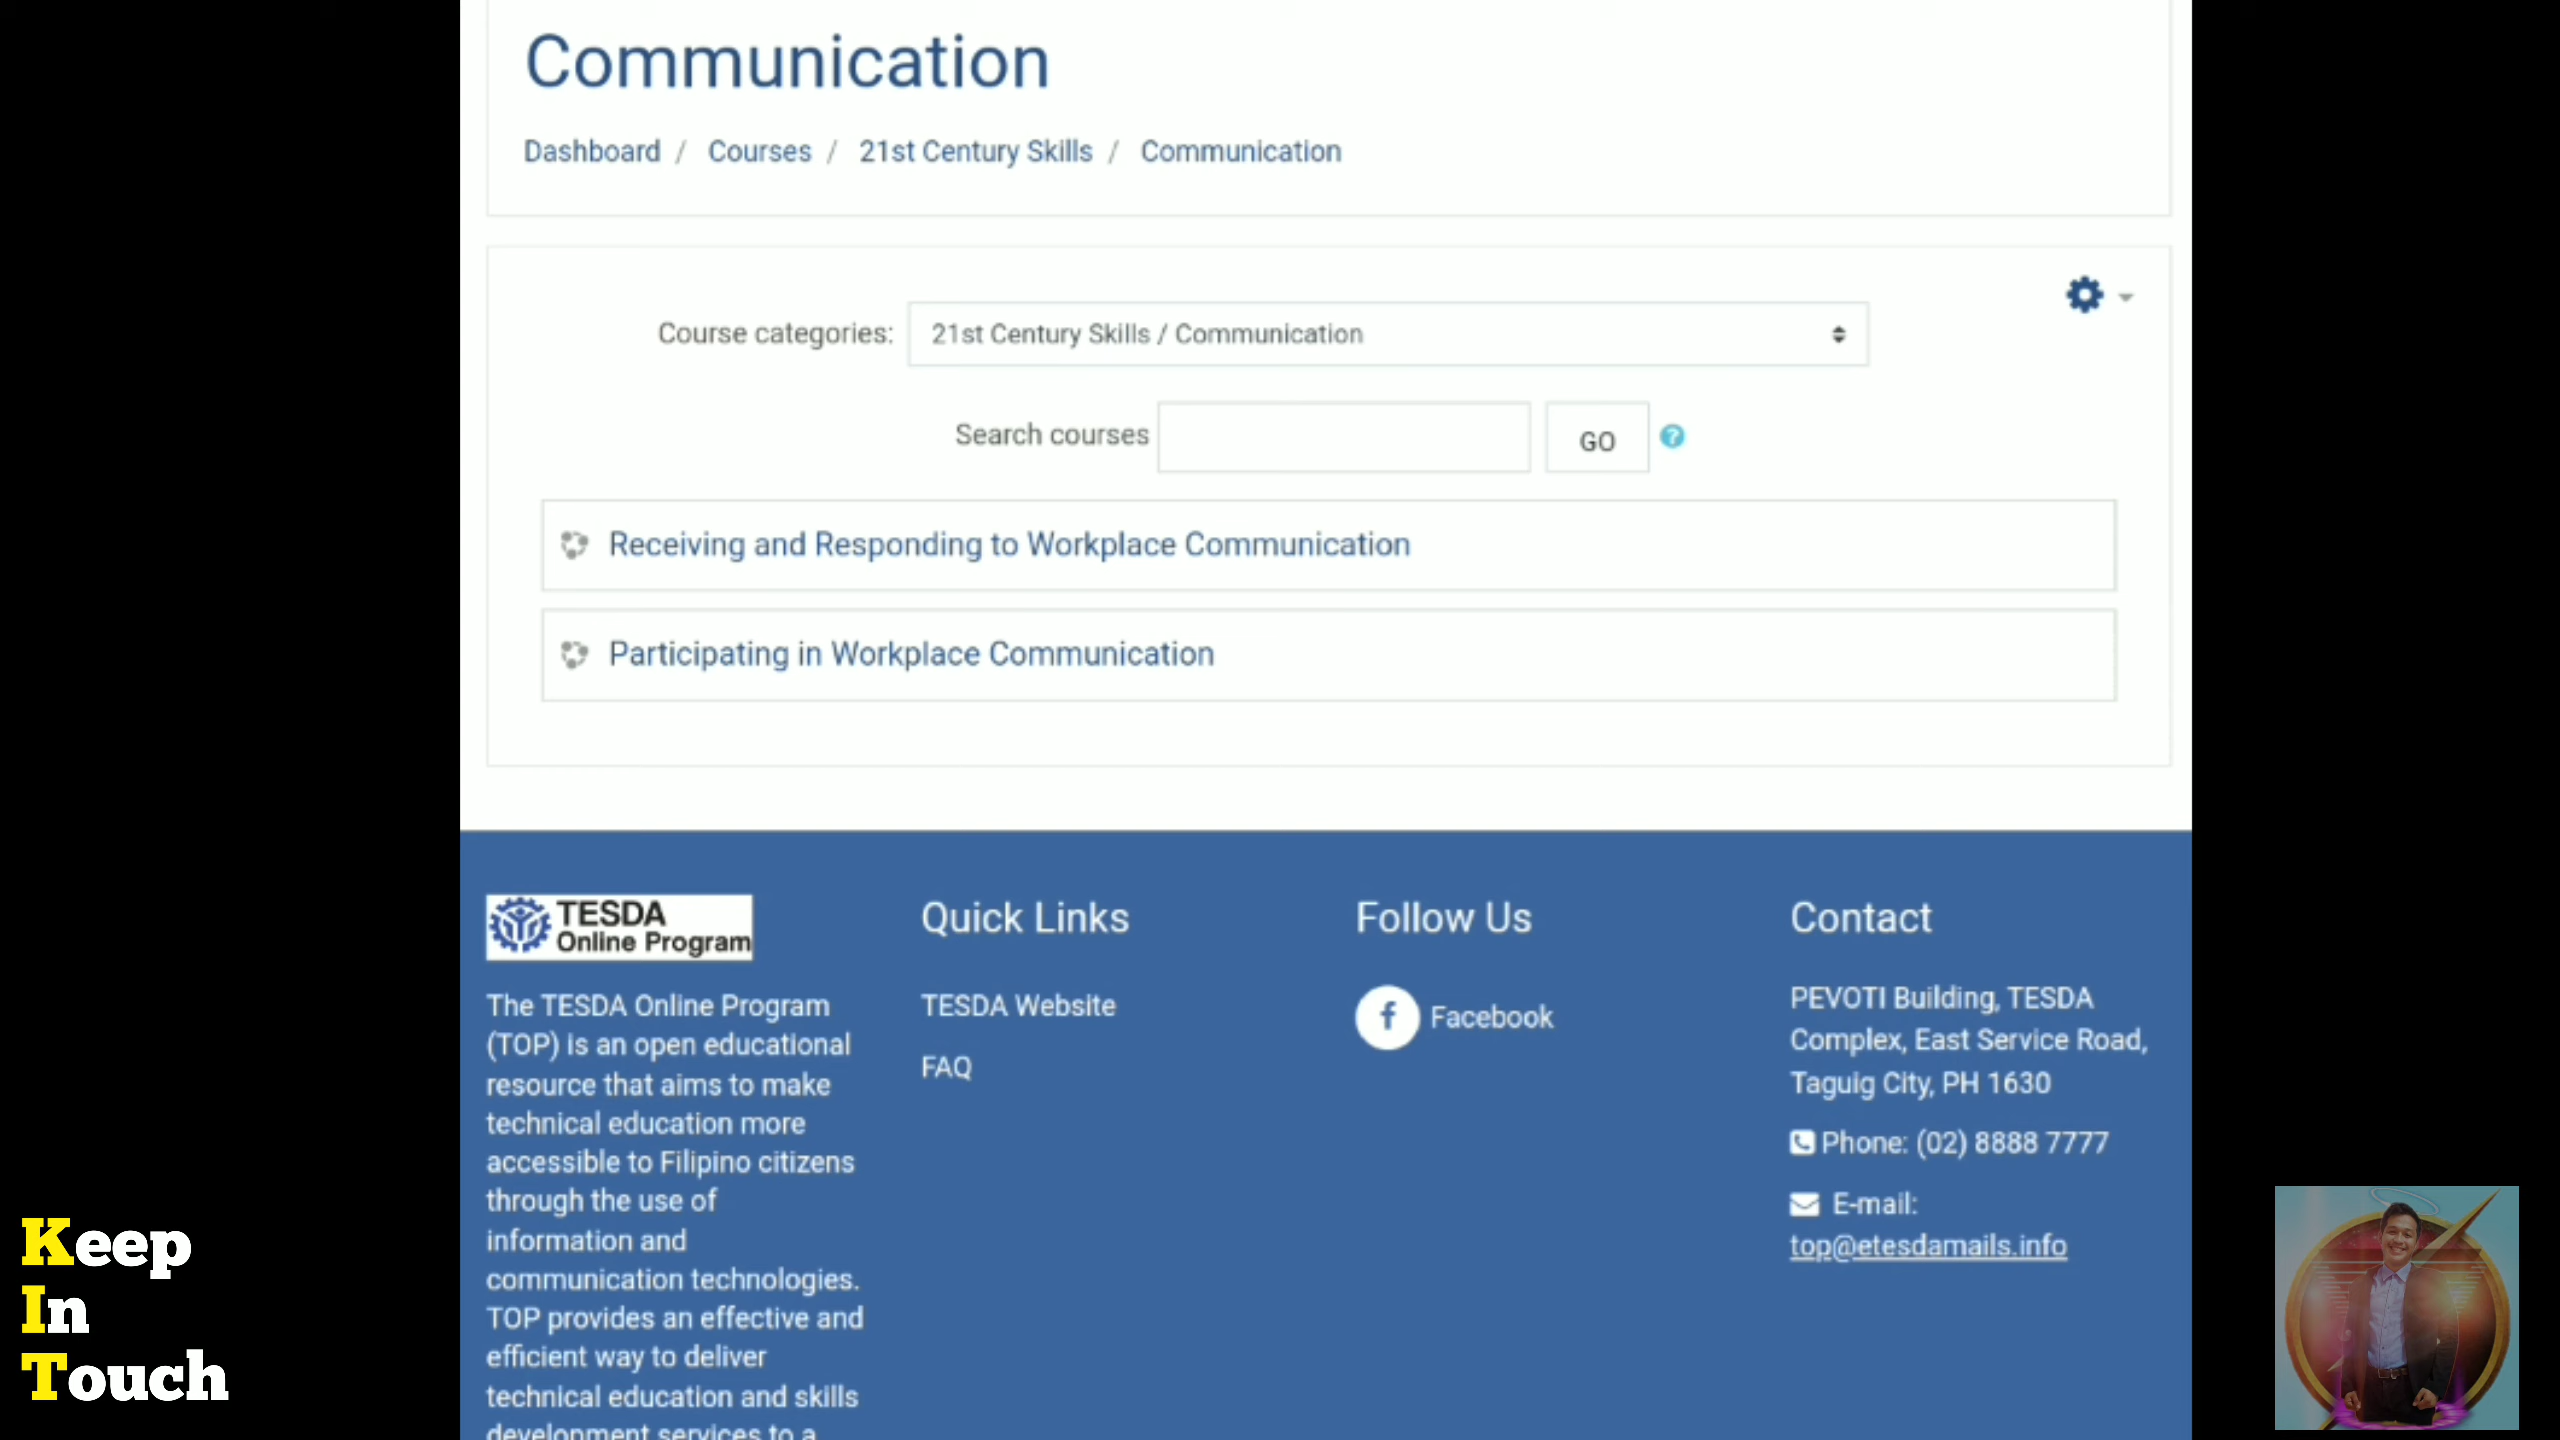 Communication
Dashboard / Courses / 21st Century Skills / Communication
Course categories: 21st Century Skills / Communication
Search courses GO ?
Receiving and Responding to Workplace Communication
Participating in Workplace Communication
TESDA
Online Program
The TESDA Online Program
(TOP) is an open educational
resource that aims to make
technical education more
accessible to Filipino citizens
through the use of
information and
communication technologies.
TOP provides an effective and
efficient way to deliver
technical education and skills
development services to a
Quick Links
TESDA Website
FAQ
Follow Us
f Facebook
Contact
PEVOTI Building, TESDA
Complex, East Service Road,
Taguig City, PH 1630
Phone: (02) 8888 7777
E-mail:
top@etesdamails.info
Keep
In
Touch